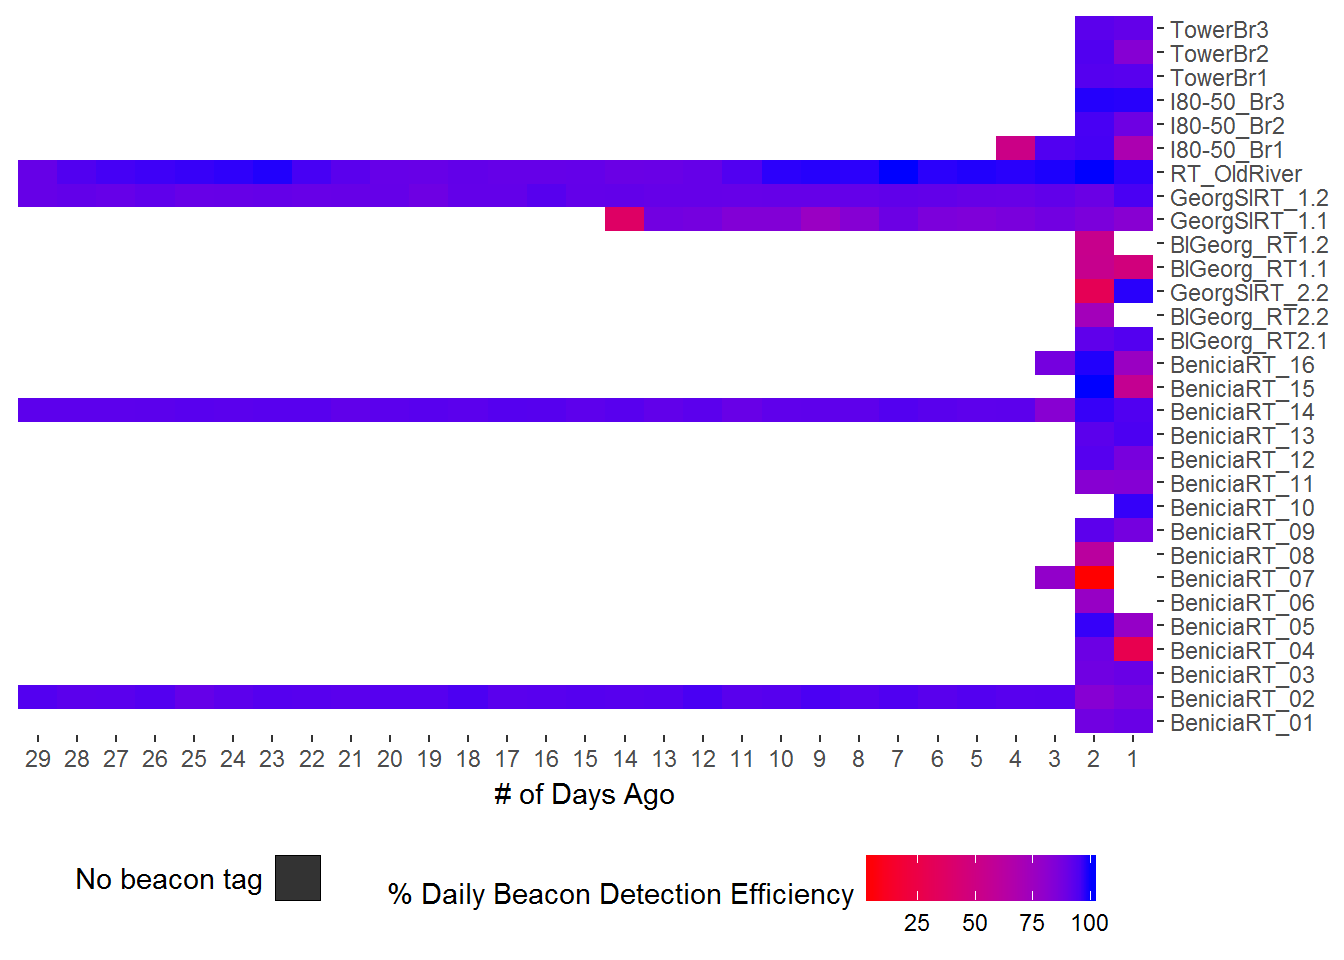 TowerBr3
TowerBr2
TowerBr1
I80-50_Br3
I80-50_Br2
I80-50_Br1
RT_OldRiver
GeorgSlRT_1.2
GeorgSlRT_1.1
BlGeorg_RT1.2
BlGeorg_RT1.1
GeorgSlRT_2.2
BlGeorg_RT2.2
BlGeorg_RT2.1
BeniciaRT_16
BeniciaRT_15
BeniciaRT_14
BeniciaRT_13
BeniciaRT_12
BeniciaRT_11
BeniciaRT_10
BeniciaRT_09
BeniciaRT_08
BeniciaRT_07
BeniciaRT_06
BeniciaRT_05
BeniciaRT_04
BeniciaRT_03
BeniciaRT_02
BeniciaRT_01
29 28 27 26 25 24 23 22 21 20 19 18 17 16 15 14 13 12 11 10 9 8 7 6 5 4 3 2 1
# of Days Ago
No beacon tag
% Daily Beacon Detection Efficiency
25 50 75 100